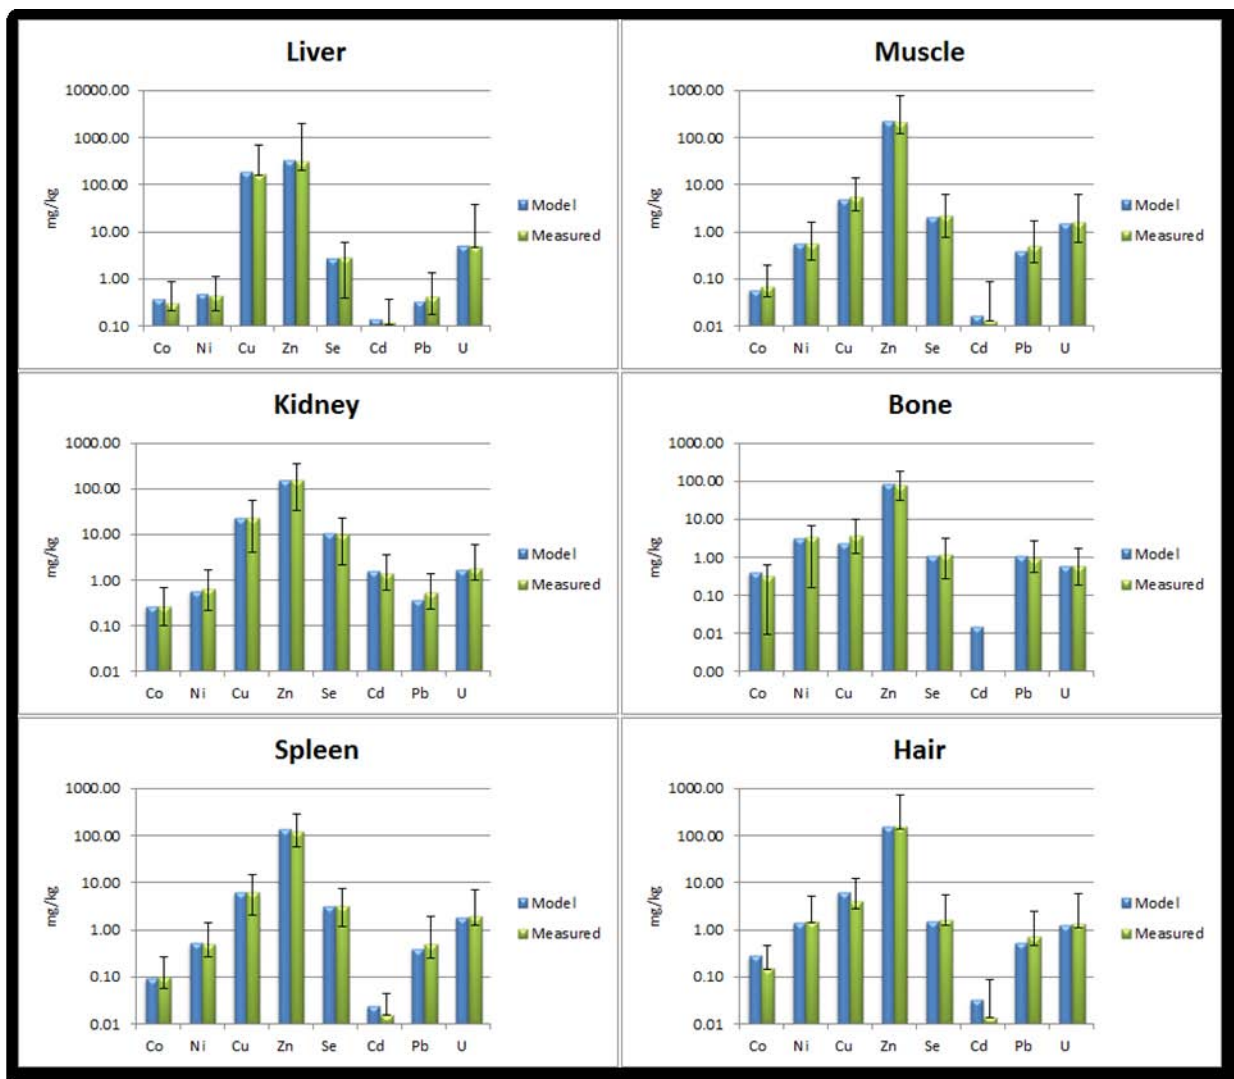 Liver
10000.00
1000.00
100.00
10.00
1.00
0.10
mg/kg
Co Ni Cu Zn Se Cd Pb U
Model
Measured
Muscle
1000.00
100.00
10.00
1.00
0.10
0.01
mg/kg
Co Ni Cu Zn Se Cd Pb U
Model
Measured
Kidney
1000.00
100.00
10.00
1.00
0.10
0.01
mg/kg
Co Ni Cu Zn Se Cd Pb U
Model
Measured
Bone
1000.00
100.00
10.00
1.00
0.10
0.01
0.00
mg/kg
Co Ni Cu Zn Se Cd Pb U
Model
Measured
Spleen
1000.00
100.00
10.00
1.00
0.10
0.01
mg/kg
Co Ni Cu Zn Se Cd Pb U
Model
Measured
Hair
1000.00
100.00
10.00
1.00
0.10
0.01
mg/kg
Co Ni Cu Zn Se Cd Pb U
Model
Measured